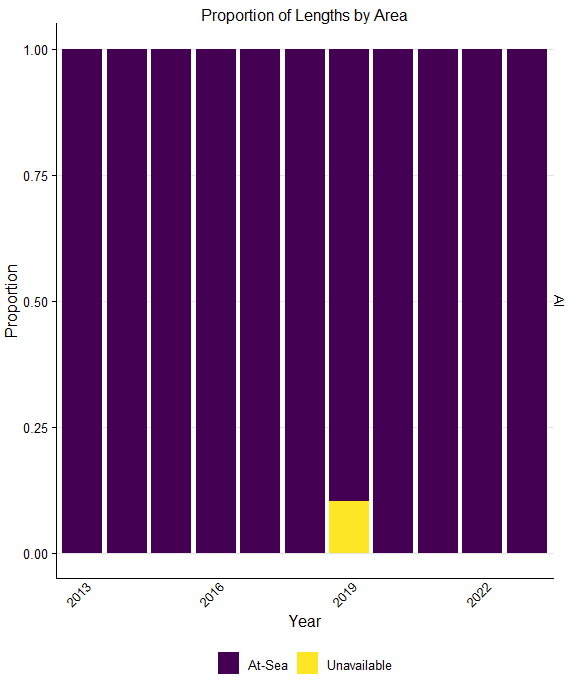 Proportion of Lengths by Area
Proportion
1.00
0.75
0.50
0.25
0.00
AI
2013
2016
2019
2022
Year
At-Sea
Unavailable